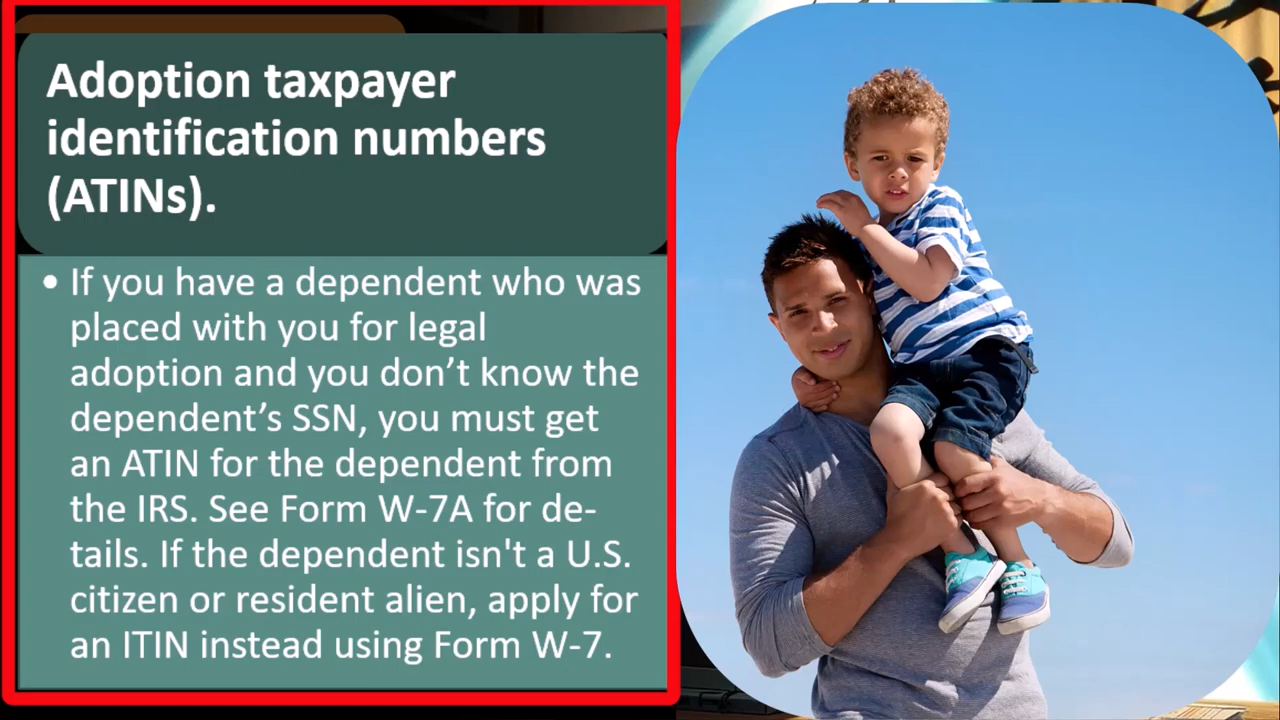 Adoption taxpayer
identification numbers
(ATINs).
• If you have a dependent who was
placed with you for legal
adoption and you don’t know the
dependent’s SSN, you must get
an ATIN for the dependent from
the IRS. See Form W-7A for de-
tails. If the dependent isn't a U.S.
citizen or resident alien, apply for
an ITIN instead using Form W-7.